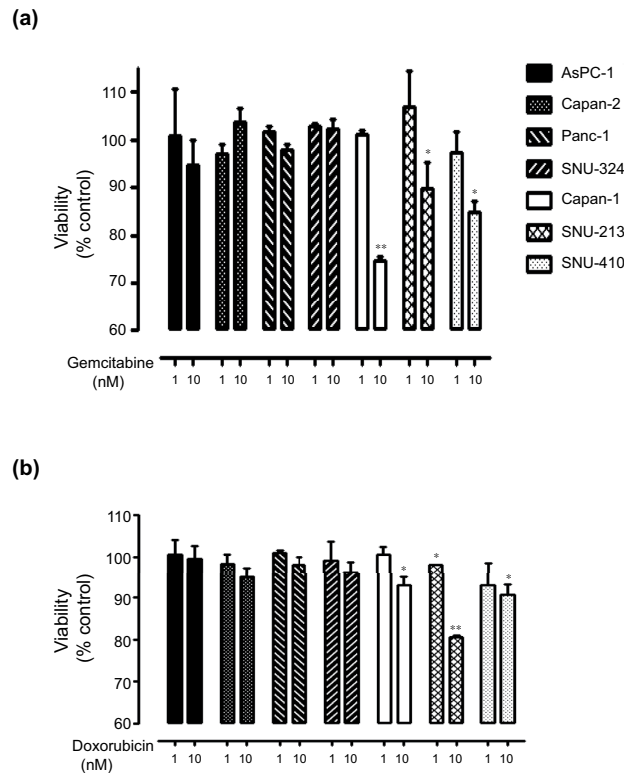 (a)
110
100
90
80
70
60
Viability
(% control)
*
*
**
AsPC-1
Capan-2
Panc-1
SNU-324
Capan-1
SNU-213
SNU-410
Gemcitabine
(nM)
1 10 1 10 1 10 1 10 1 10 1 10 1 10
(b)
110
100
90
80
70
60
Viability
(% control)
* * *
**
Doxorubicin
(nM)
1 10 1 10 1 10 1 10 1 10 1 10 1 10